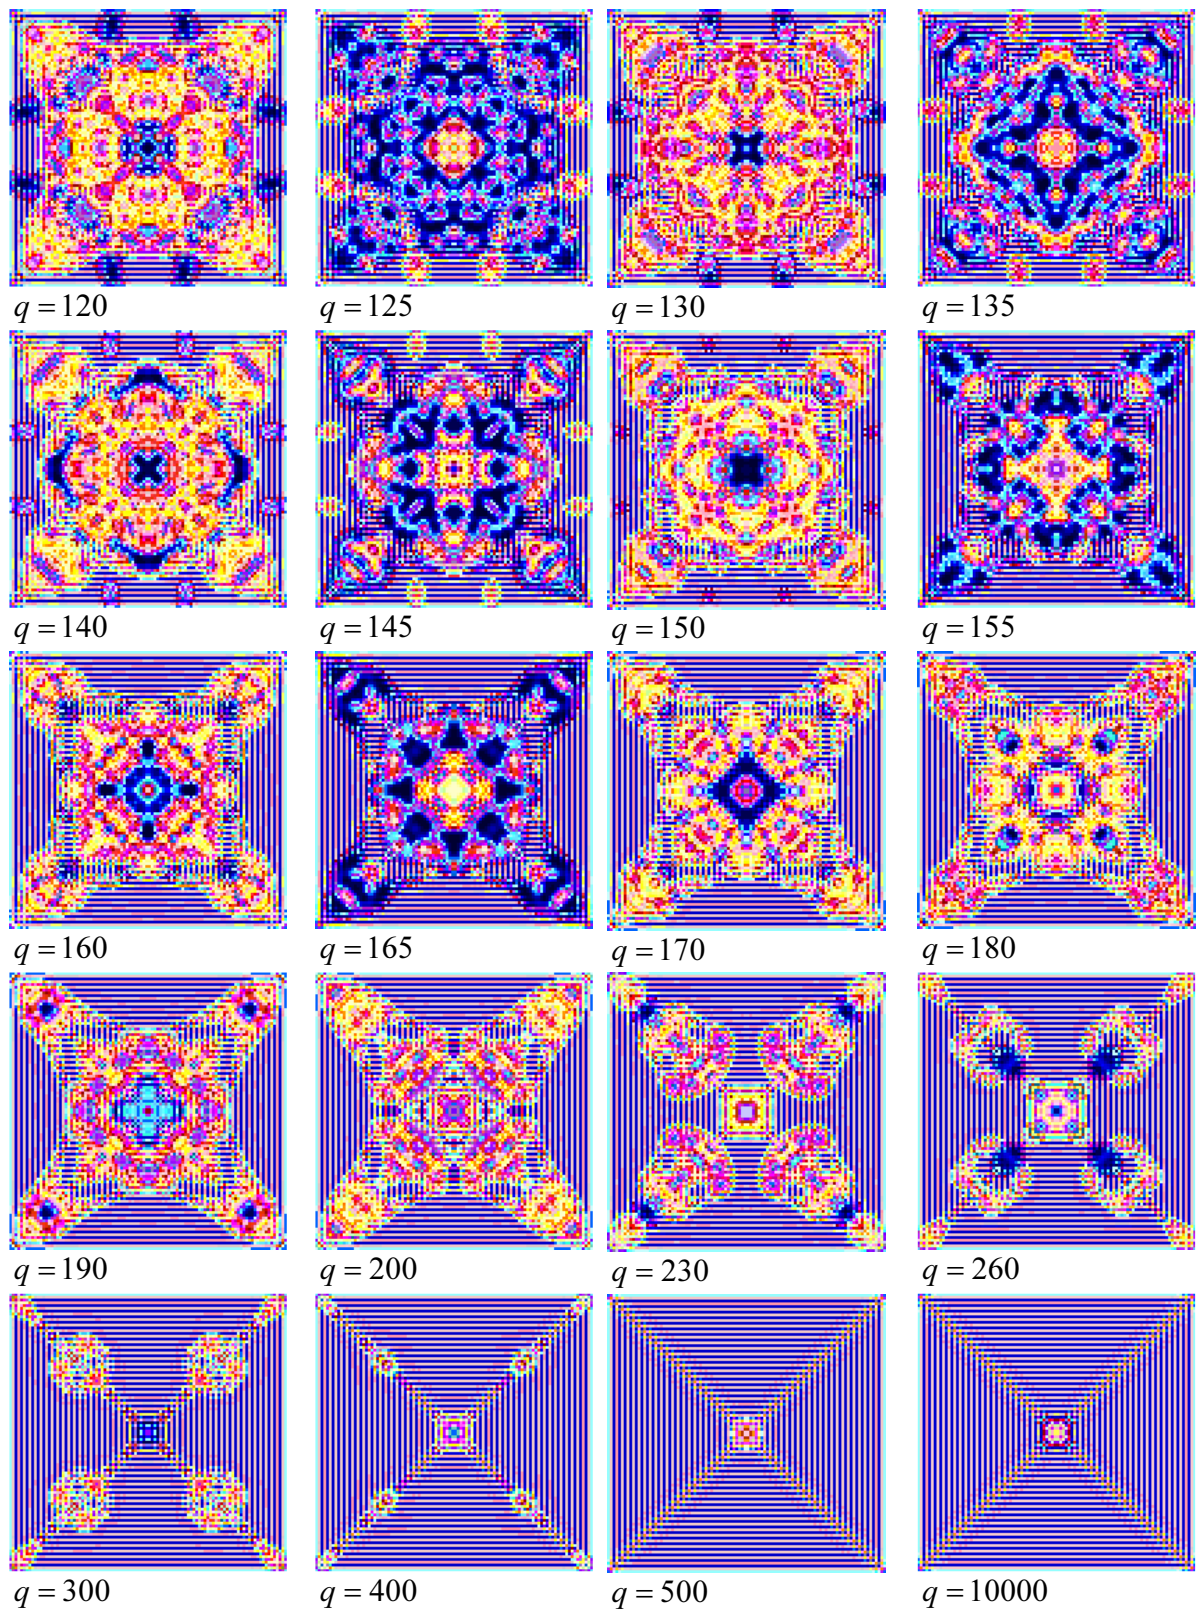 q = 120 q = 125 q = 130 q = 135
q = 140 q = 145 q = 150 q = 155
q = 160 q = 165 q = 170 q = 180
q = 190 q = 200 q = 230 q = 260
q = 300 q = 400 q = 500 q = 10000